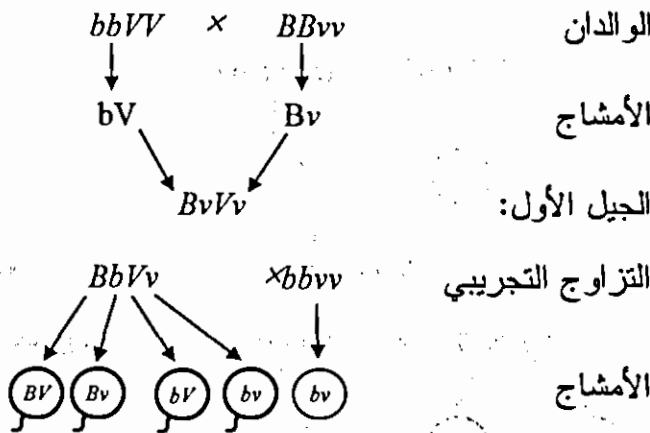 الوالدان bbVV × BBvv
الأمشاج bV Bv
الجيل الأول: BvVv
التزاوج التجريبي BbVv ×bbvv
الأمشاج BV Bv bV bv bv